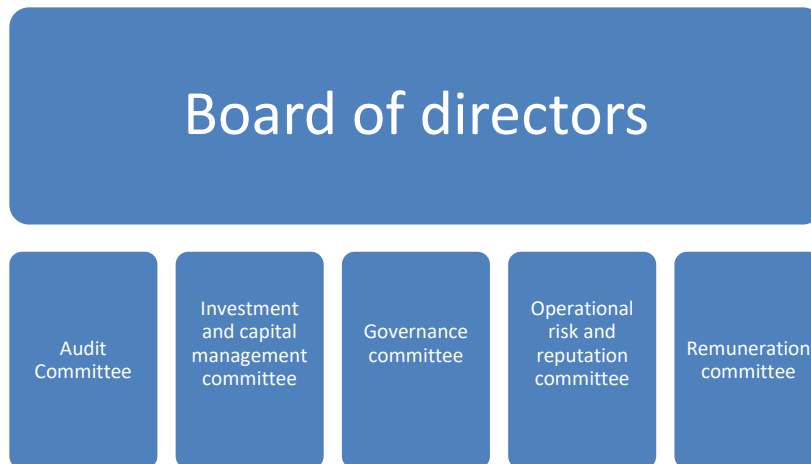 Board of directors
Audit
Committee
Investment
and capital
management
committee
Governance
committee
Operational
risk and
reputation
committee
Remuneration
committee